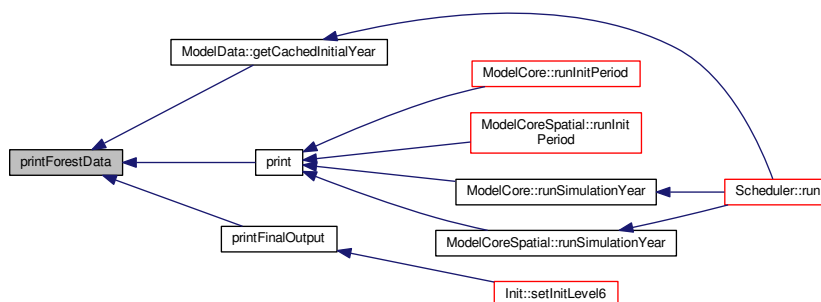 ModelData::getCachedInitialYear
ModelCore::runInitPeriod
ModelCoreSpatial::runInit
Period
printForestData
print
ModelCore::runSimulationYear
Scheduler::run
printFinalOutput
ModelCoreSpatial::runSimulationYear
Init::setInitLevel6